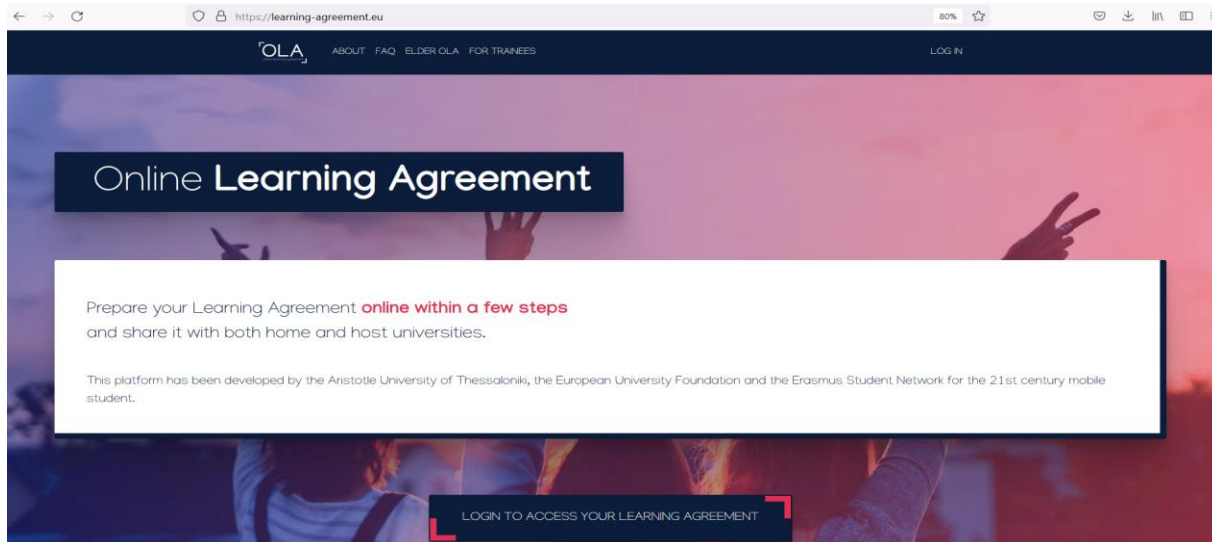 https://learning-agreement.eu
80%
OLA
ABOUT FAQ ELDER OLA FOR TRAINEES
LOG IN
Online Learning Agreement
Prepare your Learning Agreement online within a few steps
and share it with both home and host universities.
This platform has been developed by the Aristotle University of Thessaloniki, the European University Foundation and the Erasmus Student Network for the 21st century mobile
student.
LOGIN TO ACCESS YOUR LEARNING AGREEMENT